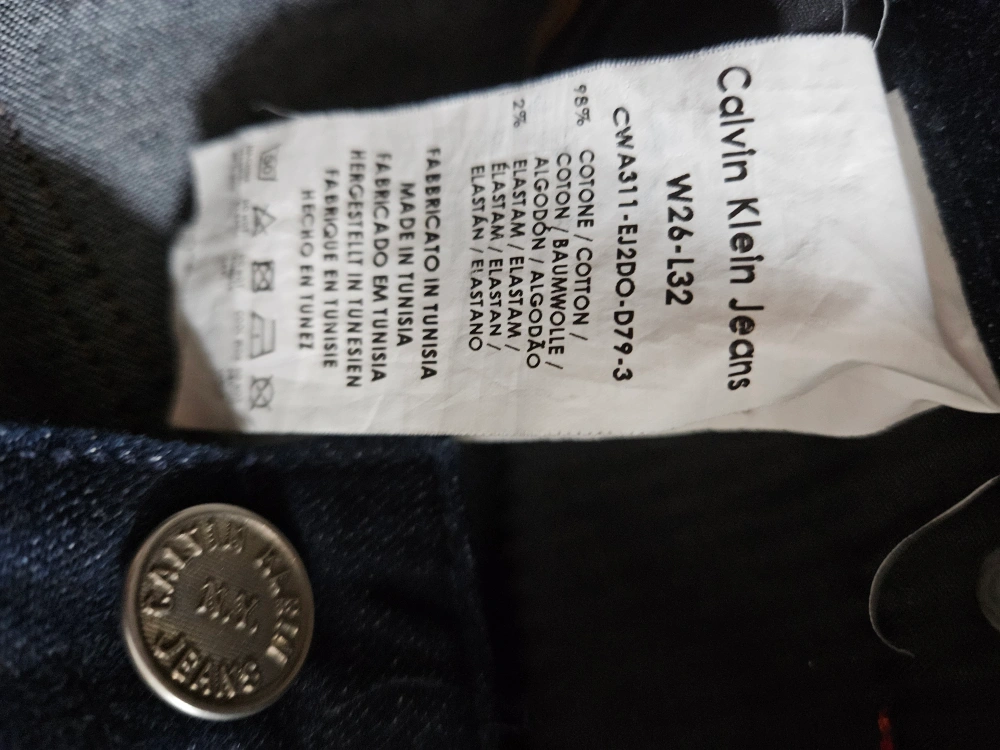 Calvin Klein Jeans
W26-L32
CWA311-EJ2DO-D79-3
98% COTONE / COTTON /
COTON / BAUMWOLLE /
ALGODÓN / ALGODÃO
2% ELASTAM / ELASTAM /
ÉLASTAM / ELASTAN /
ELASTÁN / ELASTANO
FABBRICATO IN TUNISIA
MADE IN TUNISIA
FABRICADO EM TUNISIA
HERGESTELLT IN TUNESIEN
FABRIQUE EN TUNISIE
HECHO EN TUNEZ
CALVIN KLEIN
N.Y.
JEANS